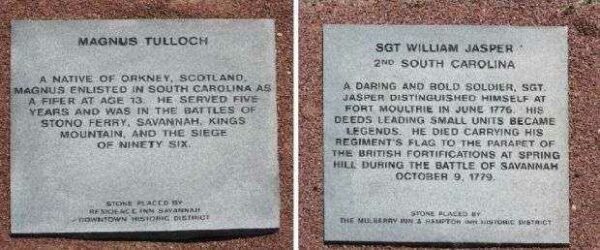 MAGNUS TULLOCH
A NATIVE OF ORKNEY, SCOTLAND,
MAGNUS ENLISTED IN SOUTH CAROLINA AS
A FIFER AT AGE 13. HE SERVED FIVE
YEARS AND WAS IN THE BATTLES OF
STONO FERRY, SAVANNAH, KINGS
MOUNTAIN, AND THE SIEGE
OF NINETY SIX.
STONE PLACED BY
RESIDENCE INN SAVANNAH
DOWNTOWN HISTORIC DISTRICT
SGT WILLIAM JASPER
2ND SOUTH CAROLINA
A DARING AND BOLD SOLDIER, SGT.
JASPER DISTINGUISHED HIMSELF AT
FORT MOULTRIE IN JUNE 1776. HIS
DEEDS LEADING SMALL UNITS BECAME
LEGENDS. HE DIED CARRYING HIS
REGIMENT'S FLAG TO THE PARAPET OF
THE BRITISH FORTIFICATIONS AT SPRING
HILL DURING THE BATTLE OF SAVANNAH
OCTOBER 9, 1779.
STONE PLACED BY
THE MULBERRY INN & HAMPTON INN HISTORIC DISTRICT